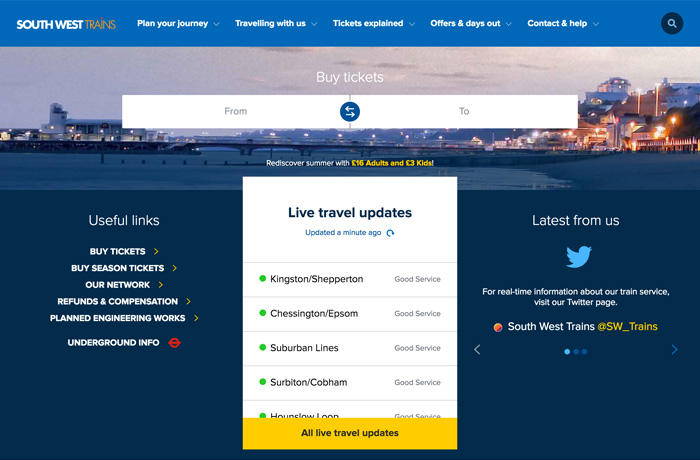 SOUTH WEST TRAINS
Plan your journey
Travelling with us
Tickets explained
Offers & days out
Contact & help
Buy tickets
From
To
Rediscover summer with £16 Adults and £3 Kids!
Useful links
BUY TICKETS
BUY SEASON TICKETS
OUR NETWORK
REFUNDS & COMPENSATION
PLANNED ENGINEERING WORKS
UNDERGROUND INFO
Live travel updates
Updated a minute ago
Kingston/Shepperton Good Service
Chessington/Epsom Good Service
Suburban Lines Good Service
Surbiton/Cobham Good Service
Hounslow Loop Good Service
All live travel updates
Latest from us
For real-time information about our train service,
visit our Twitter page.
South West Trains @SW_Trains